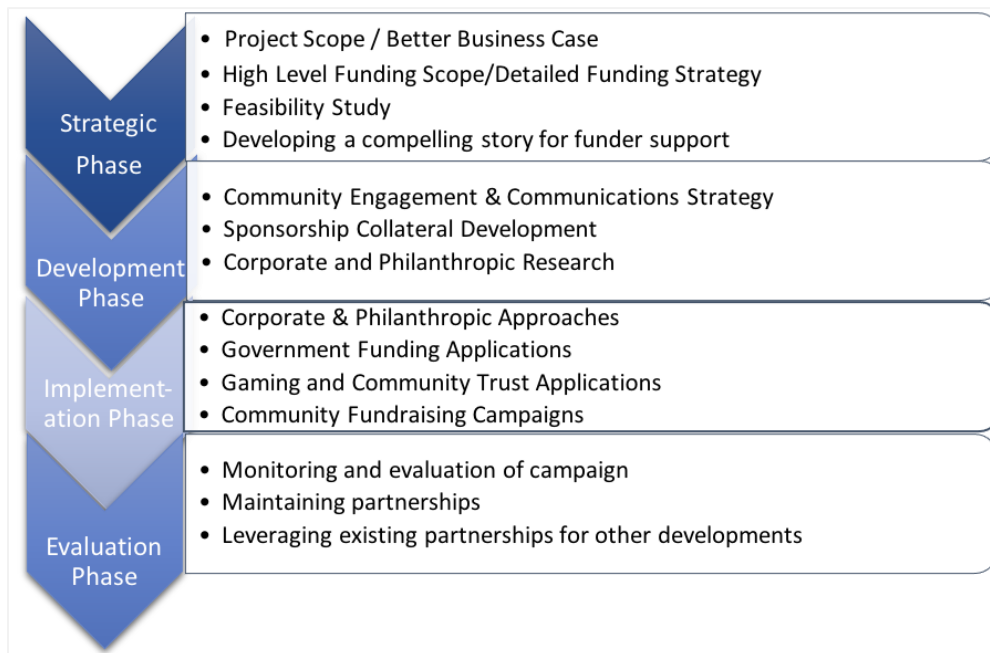 Strategic
Phase
• Project Scope / Better Business Case
• High Level Funding Scope/Detailed Funding Strategy
• Feasibility Study
• Developing a compelling story for funder support
Development
Phase
• Community Engagement & Communications Strategy
• Sponsorship Collateral Development
• Corporate and Philanthropic Research
Implement-
ation Phase
• Corporate & Philanthropic Approaches
• Government Funding Applications
• Gaming and Community Trust Applications
• Community Fundraising Campaigns
Evaluation
Phase
• Monitoring and evaluation of campaign
• Maintaining partnerships
• Leveraging existing partnerships for other developments